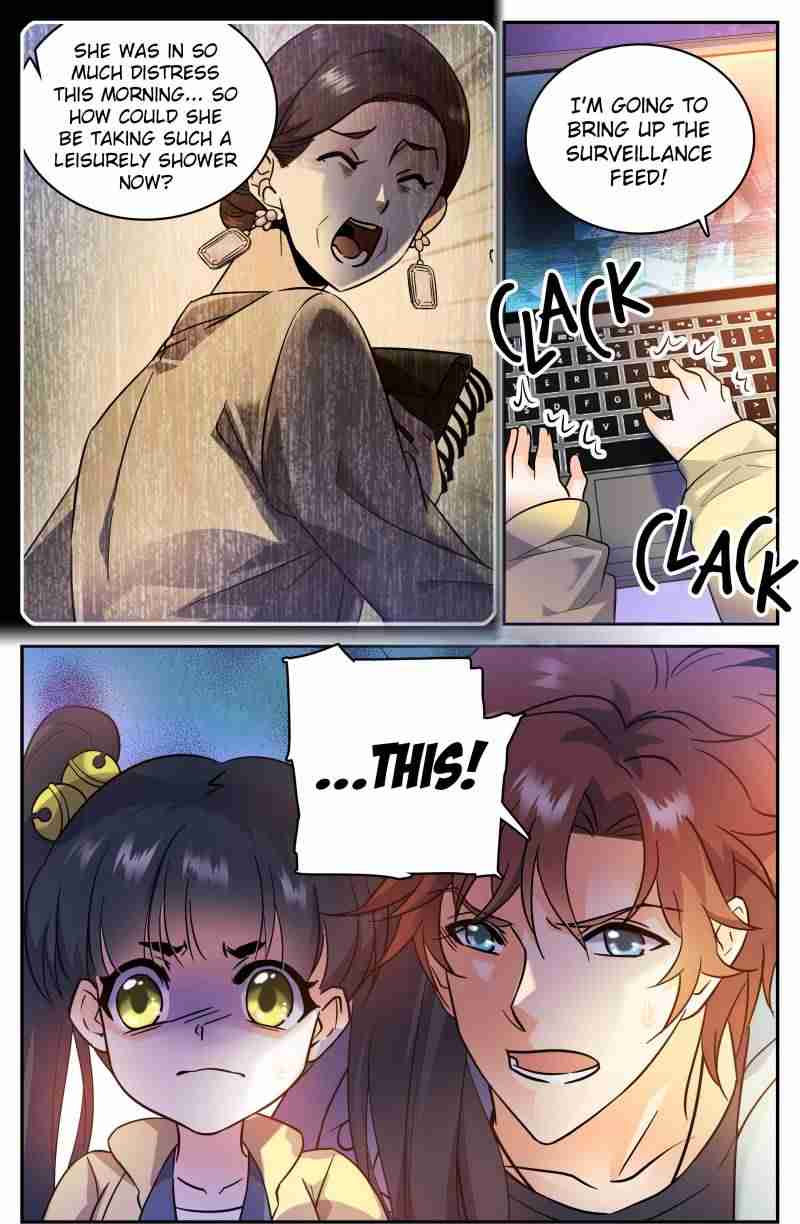 SHE WAS IN SO
MUCH DISTRESS
THIS MORNING... SO
HOW COULD SHE
BE TAKING SUCH A
LEISURELY SHOWER
NOW?
I'M GOING TO
BRING UP THE
SURVEILLANCE
FEED!
CLACK
CLACK
...THIS!